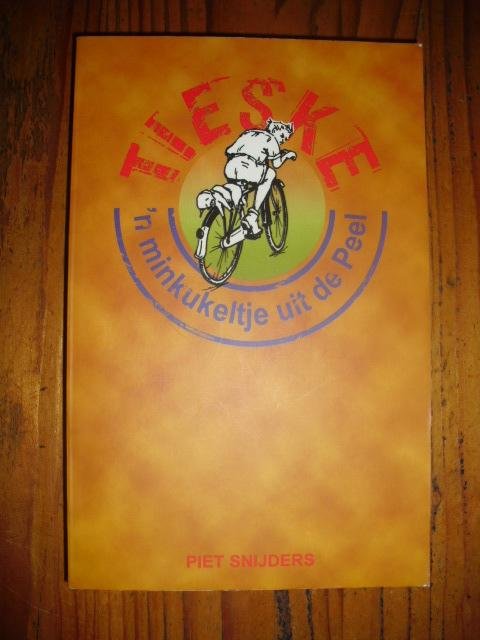 TIESKE
'n minkukeltje uit de Peel
PIET SNIJDERS